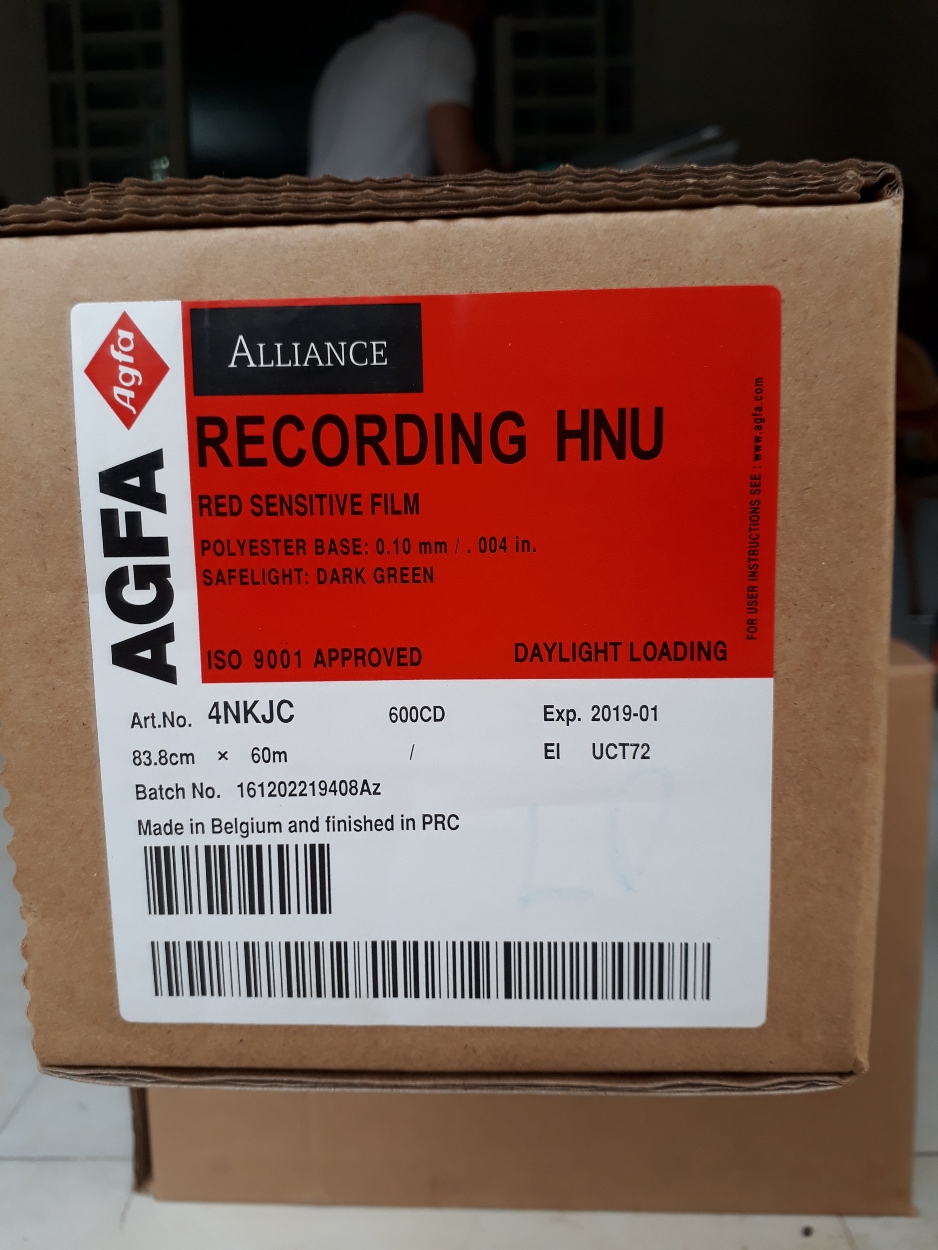 Agfa
AGFA
ALLIANCE
RECORDING HNU
RED SENSITIVE FILM
POLYESTER BASE: 0.10 mm / . 004 in.
SAFELIGHT: DARK GREEN
ISO 9001 APPROVED
DAYLIGHT LOADING
FOR USER INSTRUCTIONS SEE : www.agfa.com
Art.No. 4NKJC 600CD Exp. 2019-01
83.8cm × 60m / EI UCT72
Batch No. 161202219408Az
Made in Belgium and finished in PRC